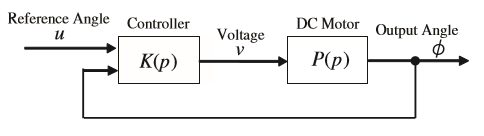 Reference Angle
u
Controller
K(p)
Voltage
v
DC Motor
P(p)
Output Angle
ϕ